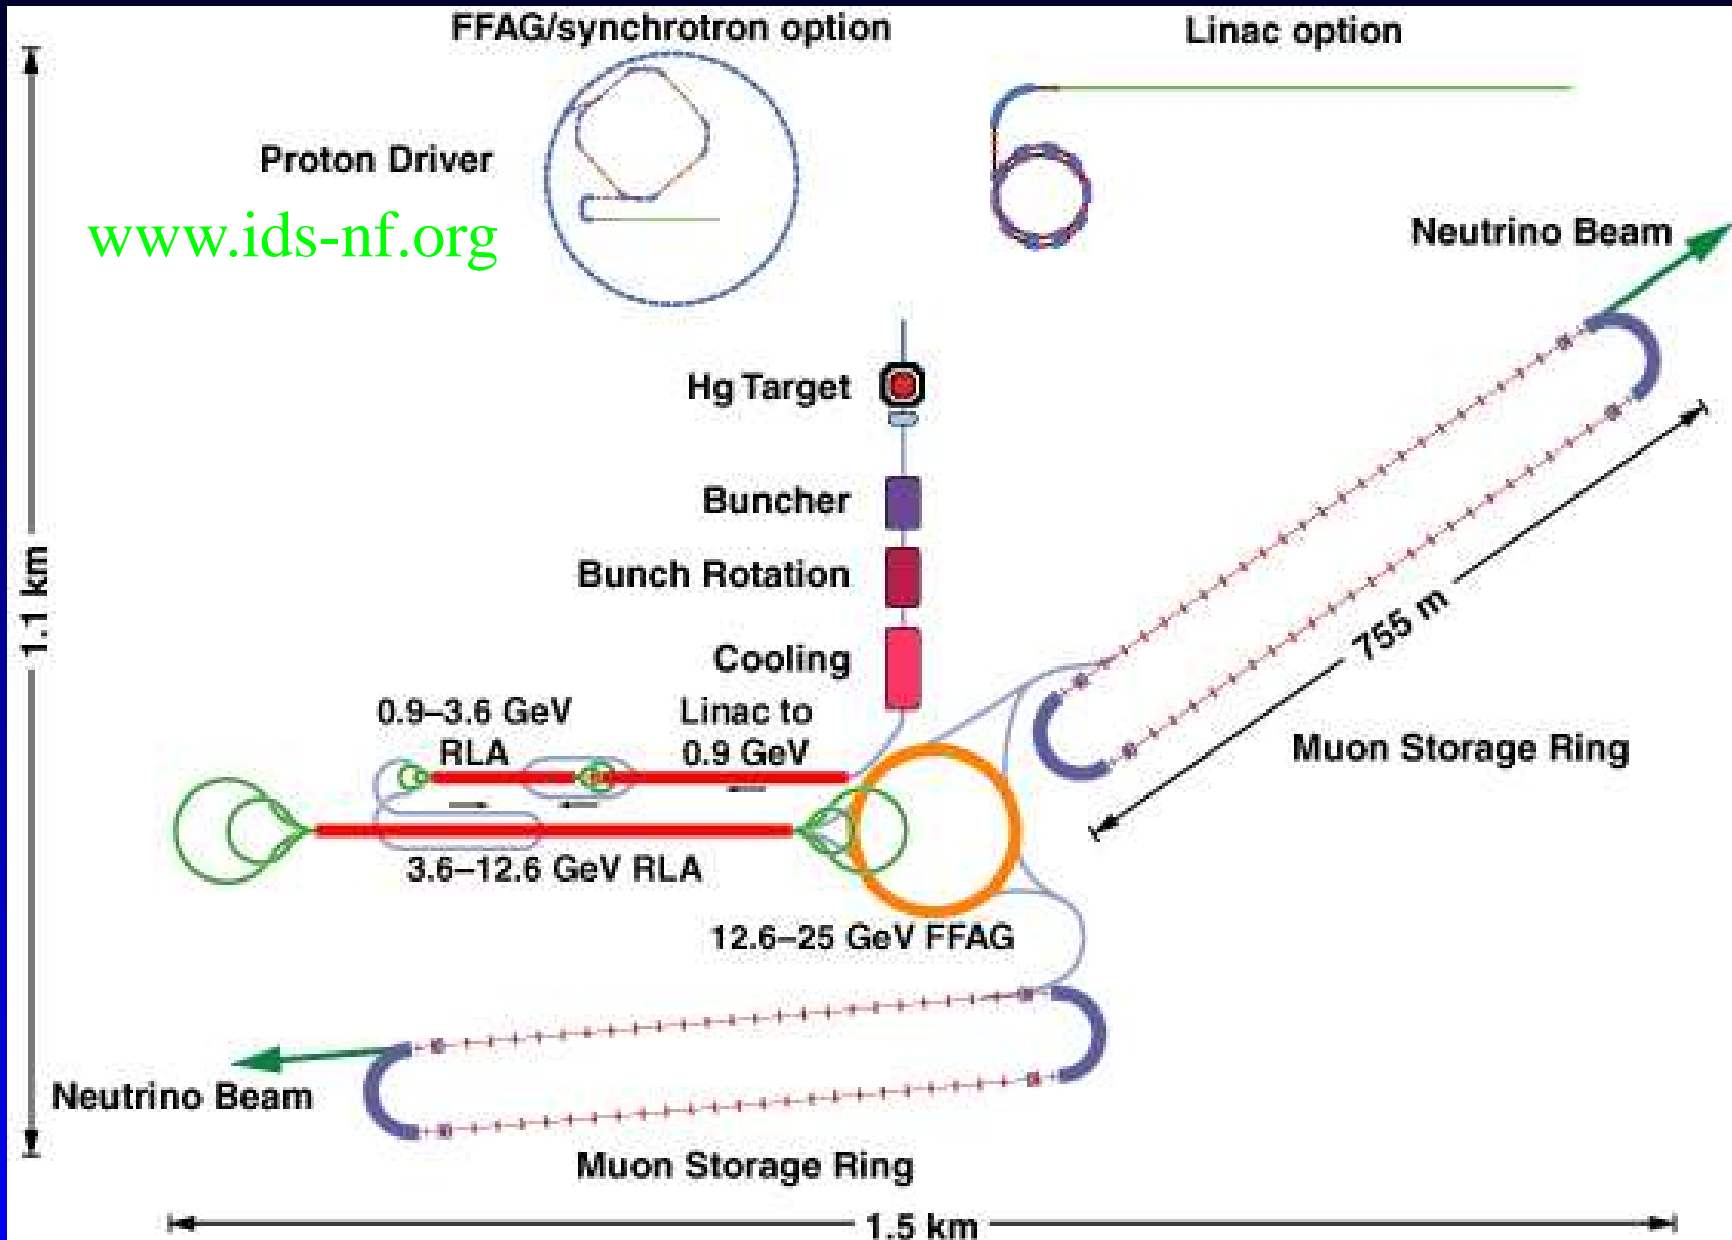 FFAG/synchrotron option
Linac option
Proton Driver
www.ids-nf.org
Neutrino Beam
Hg Target
Buncher
Bunch Rotation
Cooling
1.1 km
755 m
0.9–3.6 GeV
RLA
Linac to
0.9 GeV
Muon Storage Ring
3.6–12.6 GeV RLA
12.6–25 GeV FFAG
Neutrino Beam
Muon Storage Ring
1.5 km